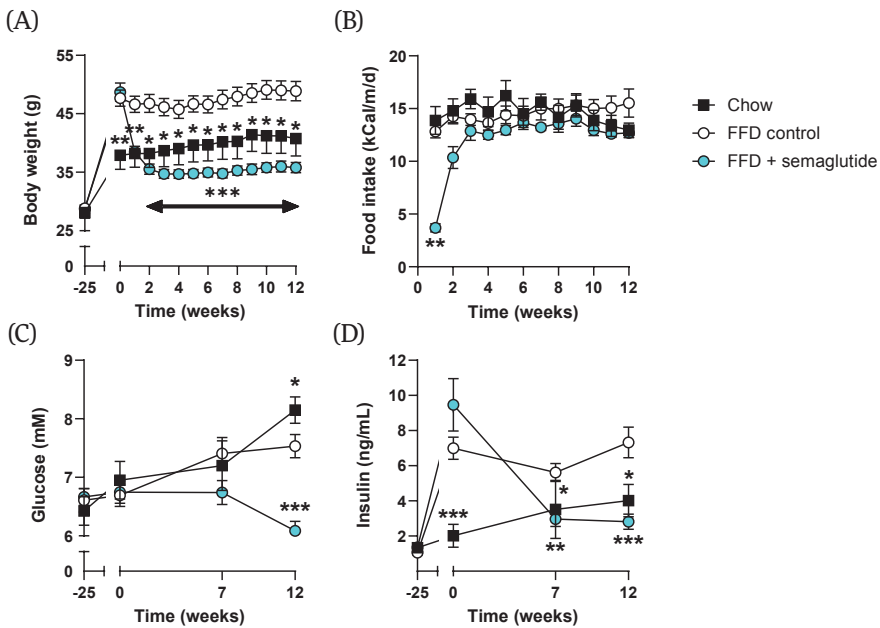 (A)
Body weight (g)
55
45
35
25
0
** ** * * * * * * * ** ** * *
***
-25 0 2 4 6 8 10 12
Time (weeks)
(B)
Food intake (kCal/m/d)
20
15
10
5
0
**
0 2 4 6 8 10 12
Time (weeks)
Chow
FFD control
FFD + semaglutide
(C)
Glucose (mM)
9
8
7
6
0
*
***
-25 0 7 12
Time (weeks)
(D)
Insulin (ng/mL)
12
10
8
6
4
2
0
***
*
*
**
***
-25 0 7 12
Time (weeks)